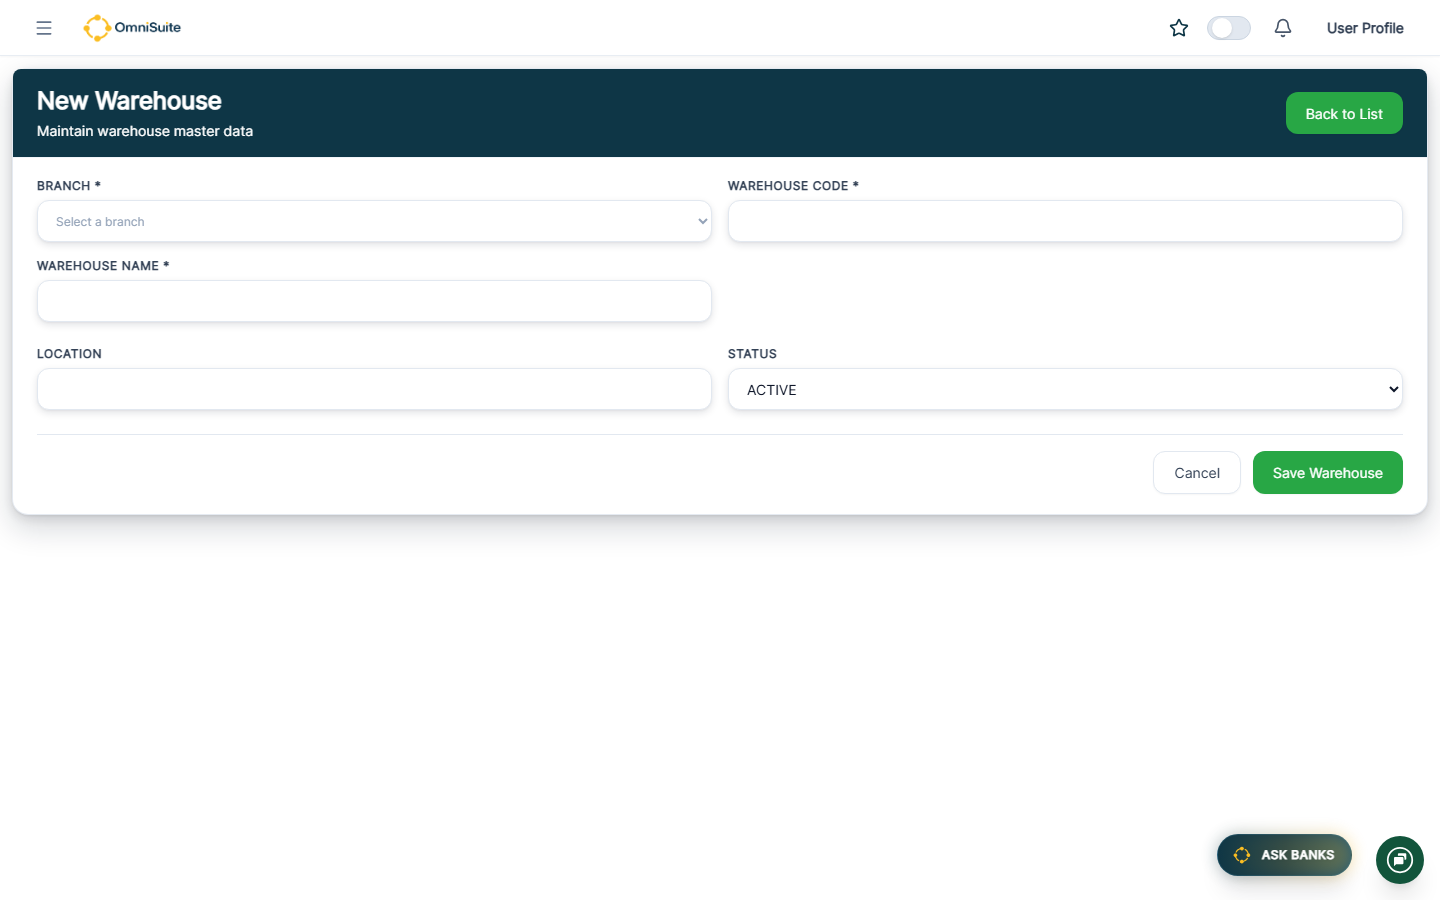 OmniSuite
User Profile
New Warehouse
Maintain warehouse master data
Back to List
BRANCH *
WAREHOUSE CODE *
Select a branch
WAREHOUSE NAME *
LOCATION
STATUS
ACTIVE
Cancel
Save Warehouse
ASK BANKS